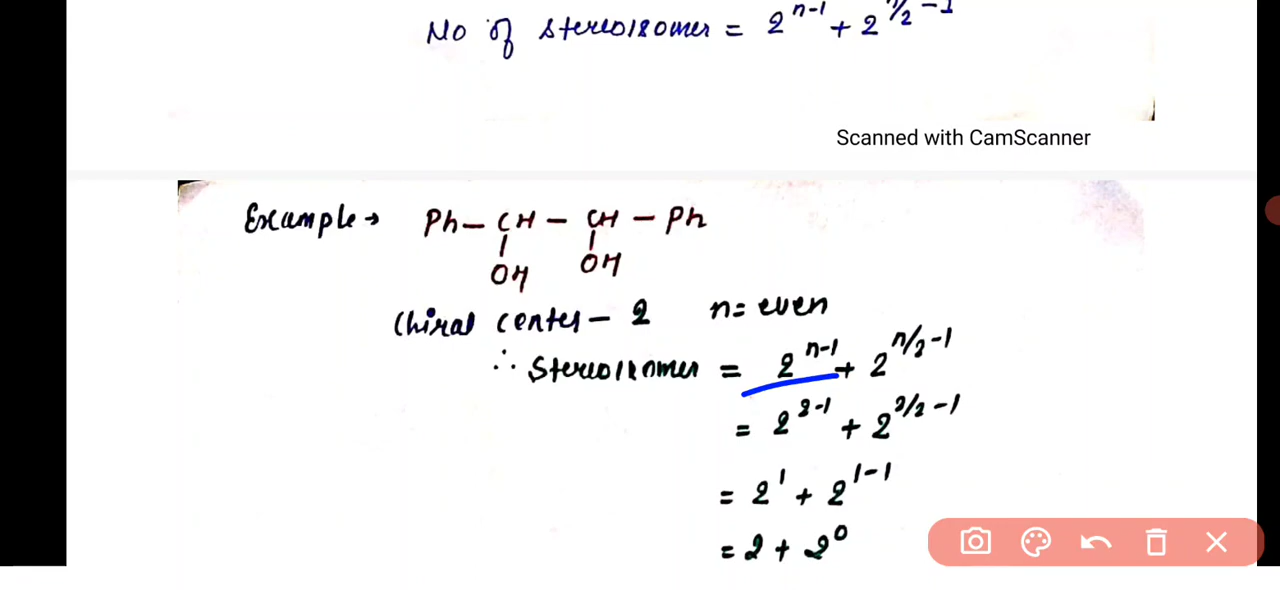 No of stereoisomer = 2^{n-1} + 2^{n/2 -1}
Scanned with CamScanner
Example → Ph – CH – CH – Ph
OH OH
Chiral center – 2 n = even
∴ Stereoisomer = 2^{n-1} + 2^{n/2 -1}
= 2^{2-1} + 2^{2/2 -1}
= 2^1 + 2^{1-1}
= 2 + 2^0